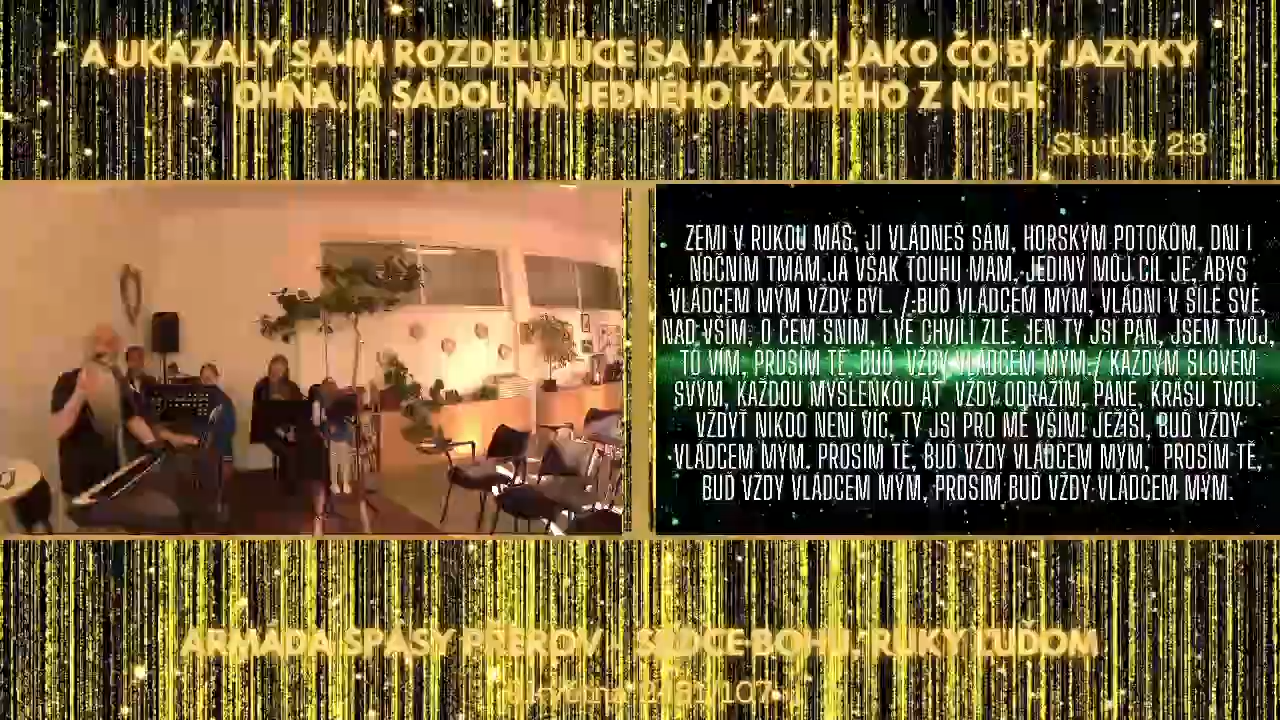 A UKÁZALY SA IM ROZDEĽUJÚCE SA JAZYKY JAKO ČO BY JAZYKY
OHŇA, A SADOL NA JEDNÉHO KAŽDÉHO Z NICH:
Skutky 2:3
ZEMI V RUKOU MÁŠ, JÍ VLÁDNEŠ SÁM, HORSKÝM POTOKŮM, DNI I
NOČNÍM TMÁM.JÁ VŠAK TOUHU MÁM, JEDINÝ MŮJ CÍL JE, ABYS
VLÁDCEM MÝM VŽDY BYL. /:BUĎ VLÁDCEM MÝM, VLÁDNI V SÍLE SVÉ,
NAD VŠÍM, O ČEM SNÍM, I VE CHVÍLI ZLÉ. JEN TY JSI PÁN, JSEM TVŮJ,
TO VÍM, PROSÍM TĚ, BUĎ VŽDY VLÁDCEM MÝM:/ KAŽDÝM SLOVEM
SVÝM, KAŽDOU MYŠLENKOU AŤ VŽDY ODRÁŽÍM, PANE, KRÁSU TVOU.
VŽDYŤ NIKDO NENÍ VÍC, TY JSI PRO MĚ VŠÍM! JEŽÍŠI, BUĎ VŽDY
VLÁDCEM MÝM. PROSÍM TĚ, BUĎ VŽDY VLÁDCEM MÝM, PROSÍM TĚ,
BUĎ VŽDY VLÁDCEM MÝM, PROSÍM BUĎ VŽDY VLÁDCEM MÝM.
ARMÁDA SPÁSY PŘEROV - SRDCE BOHU, RUKY ĽUĎOM